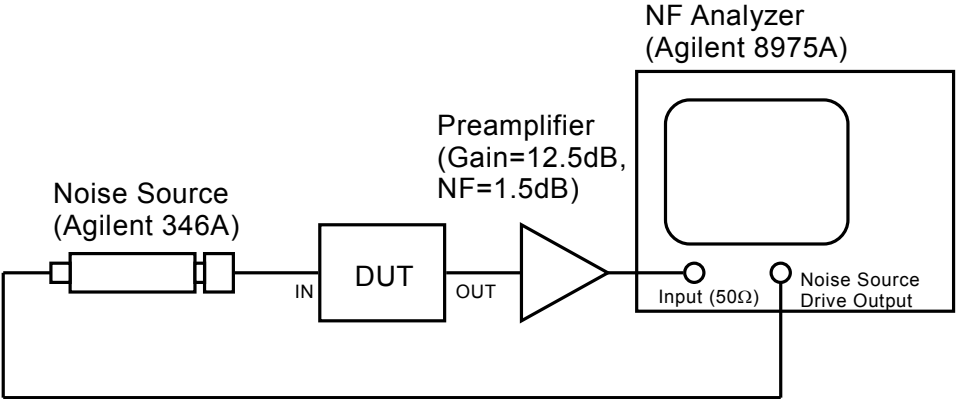 NF Analyzer
(Agilent 8975A)
Preamplifier
(Gain=12.5dB,
NF=1.5dB)
Noise Source
(Agilent 346A)
IN
DUT
OUT
Input (50Ω)
Noise Source
Drive Output